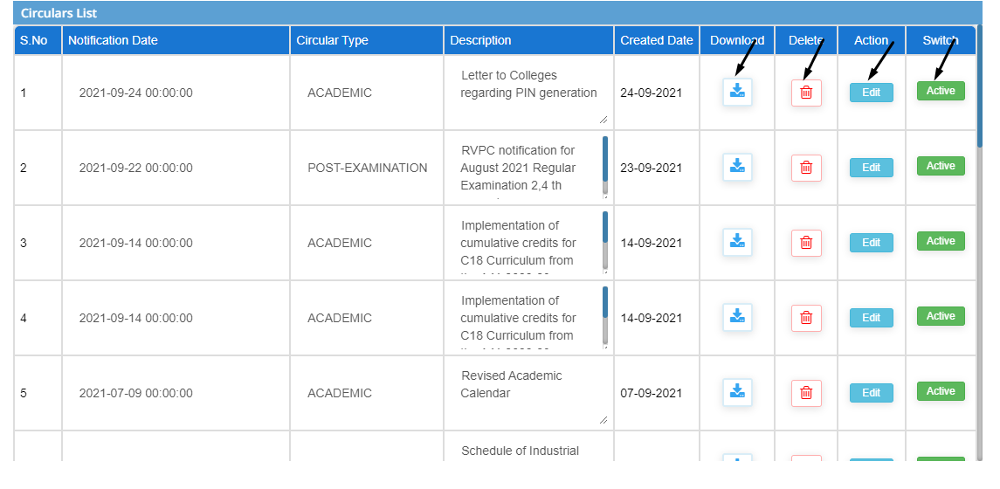 Circulars List
S.No Notification Date Circular Type Description Created Date Download Delete Action Switch
1 2021-09-24 00:00:00 ACADEMIC Letter to Colleges
regarding PIN generation 24-09-2021 Edit Active
2 2021-09-22 00:00:00 POST-EXAMINATION RVPC notification for
August 2021 Regular
Examination 2,4 th 23-09-2021 Edit Active
3 2021-09-14 00:00:00 ACADEMIC Implementation of
cumulative credits for
C18 Curriculum from 14-09-2021 Edit Active
4 2021-09-14 00:00:00 ACADEMIC Implementation of
cumulative credits for
C18 Curriculum from 14-09-2021 Edit Active
5 2021-07-09 00:00:00 ACADEMIC Revised Academic
Calendar 07-09-2021 Edit Active
Schedule of Industrial